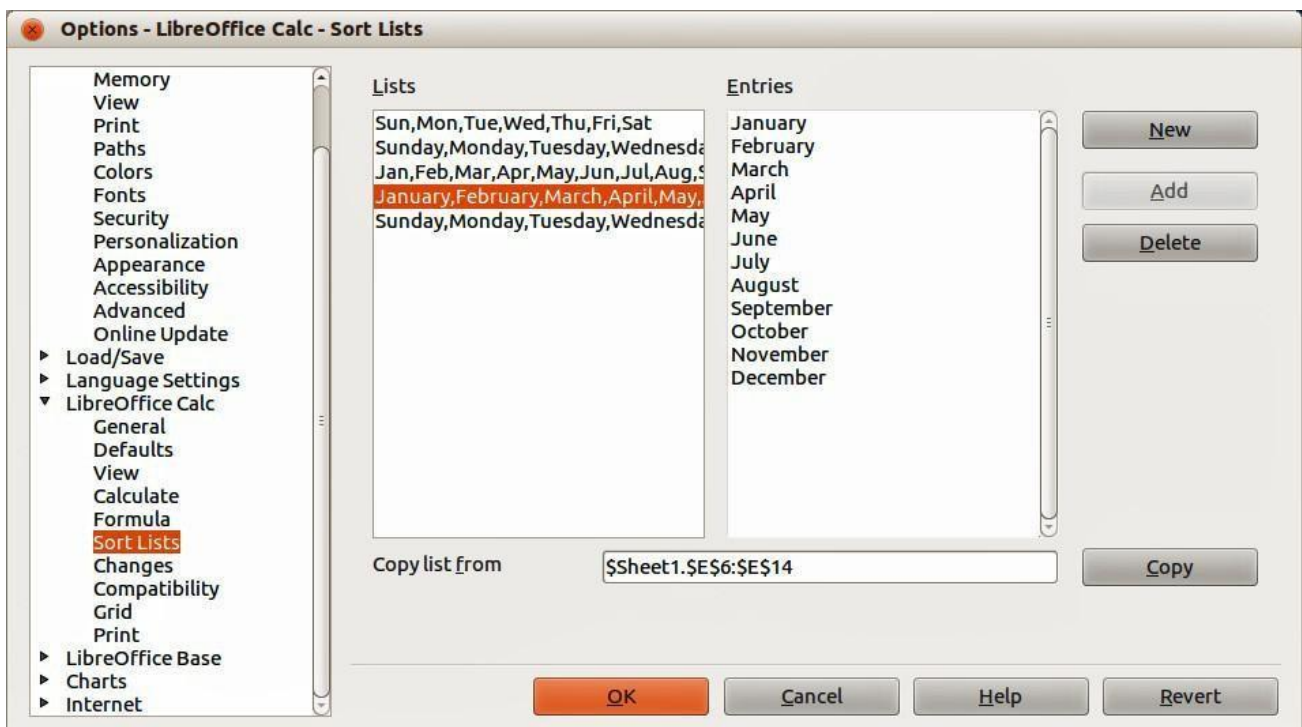 Options - LibreOffice Calc - Sort Lists
Memory
View
Print
Paths
Colors
Fonts
Security
Personalization
Appearance
Accessibility
Advanced
Online Update
Load/Save
Language Settings
LibreOffice Calc
General
Defaults
View
Calculate
Formula
Sort Lists
Changes
Compatibility
Grid
Print
LibreOffice Base
Charts
Internet
Lists
Sun,Mon,Tue,Wed,Thu,Fri,Sat
Sunday,Monday,Tuesday,Wednesda
Jan,Feb,Mar,Apr,May,Jun,Jul,Aug,S
January,February,March,April,May,
Sunday,Monday,Tuesday,Wednesda
Entries
January
February
March
April
May
June
July
August
September
October
November
December
New
Add
Delete
Copy list from
$Sheet1.$E$6:$E$14
Copy
OK
Cancel
Help
Revert